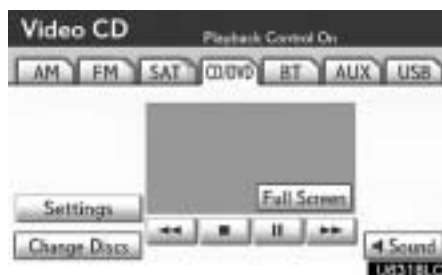 Video CD
Playback Control On
AM FM SAT CD/DVD BT AUX USB
Full Screen
Settings
Change Discs
Sound